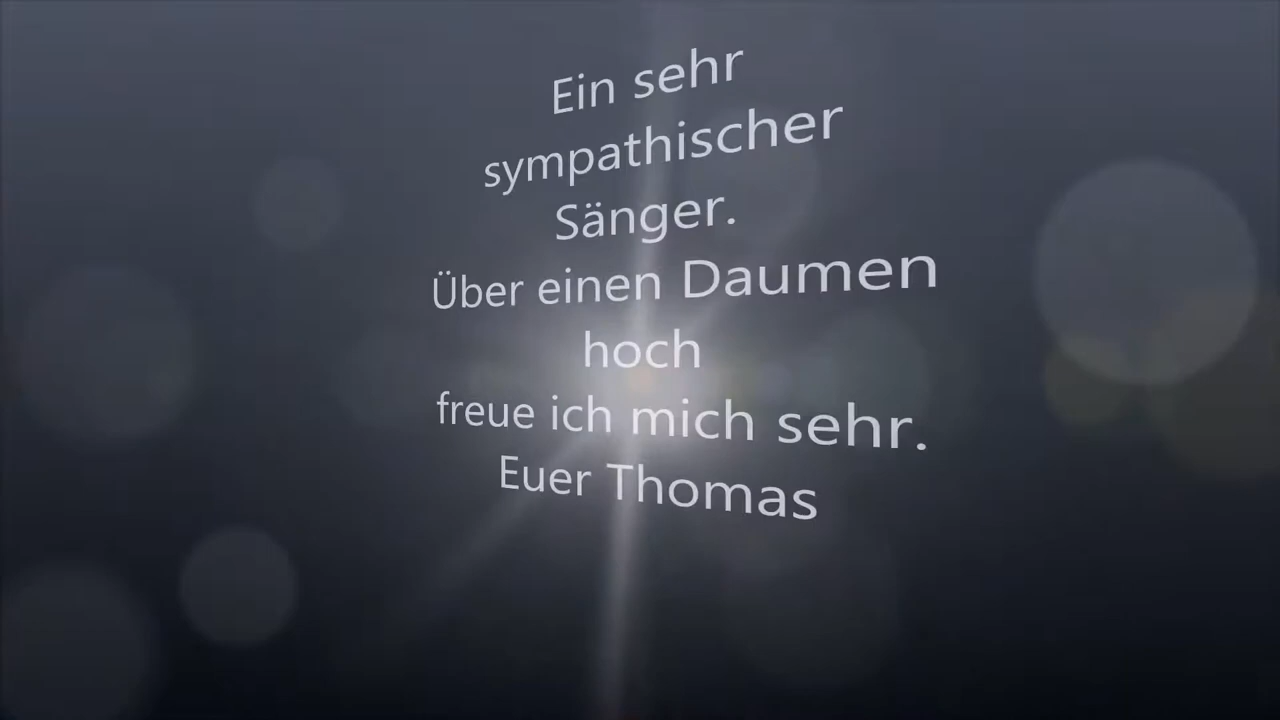 Ein sehr
sympathischer
Sänger.
Über einen Daumen
hoch
freue ich mich sehr.
Euer Thomas